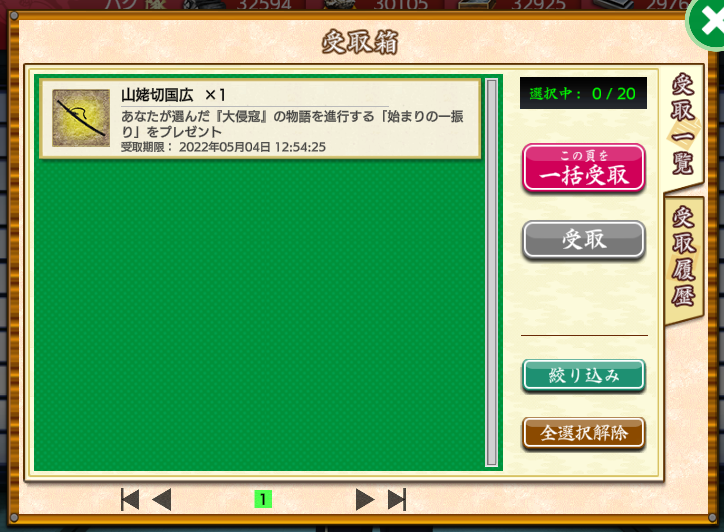 32594
30105
32925
受取箱
山姥切国広 ×1
あなたが選んだ『大侵寇』の物語を進行する「始まりの一振
り」をプレゼント
受取期限： 2022年05月04日 12:54:25
選択中： 0 / 20
この頁を
一括受取
受取
絞り込み
全選択解除
受取一覧
受取履歴
1